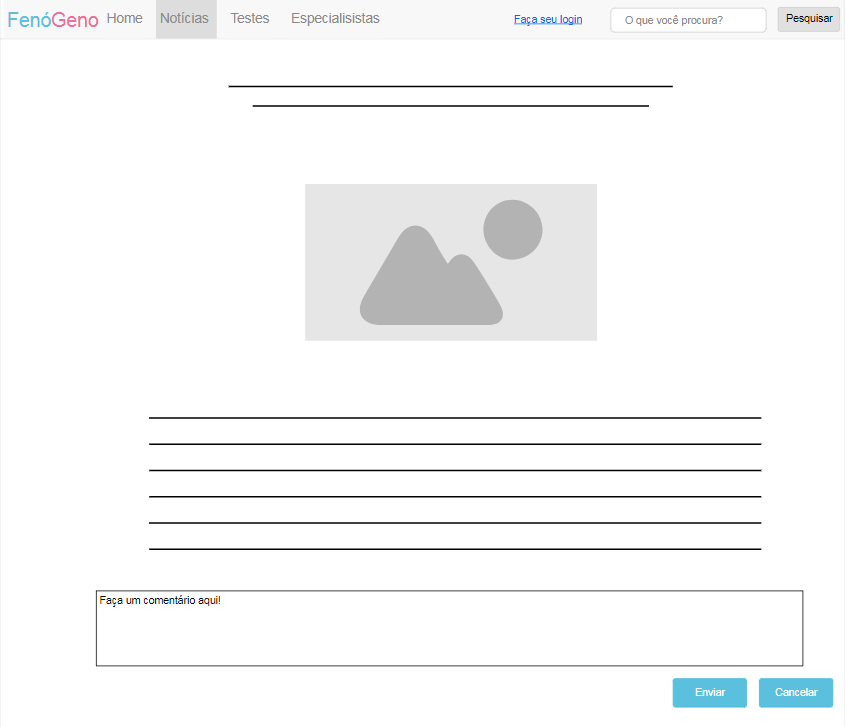 FenóGeno Home Notícias Testes Especialisistas Faça seu login O que você procura? Pesquisar
Faça um comentário aqui!
Enviar Cancelar